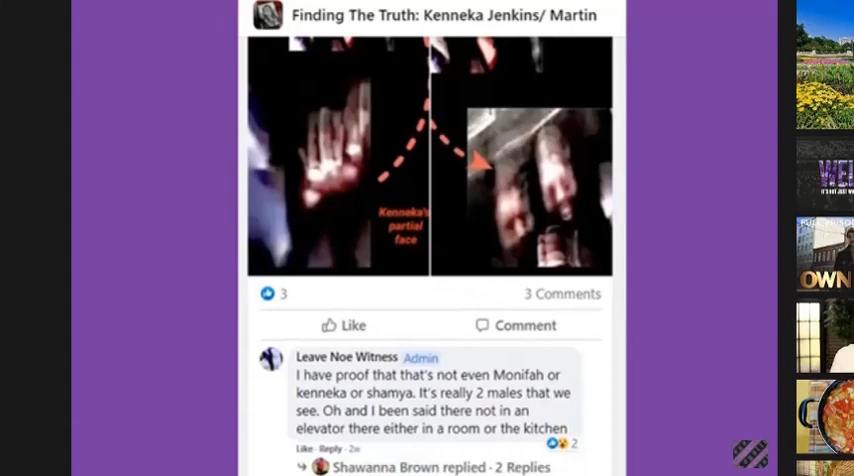 Finding The Truth: Kenneka Jenkins/ Martin
Kenneka's
partial
face
3
3 Comments
Like
Comment
Leave Noe Witness Admin
I have proof that that's not even Monifah or
kenneka or shamya. It's really 2 males that we
see. Oh and I been said there not in an
elevator there either in a room or the kitchen
Like · Reply · 2w
2
Shawanna Brown replied · 2 Replies
OWN